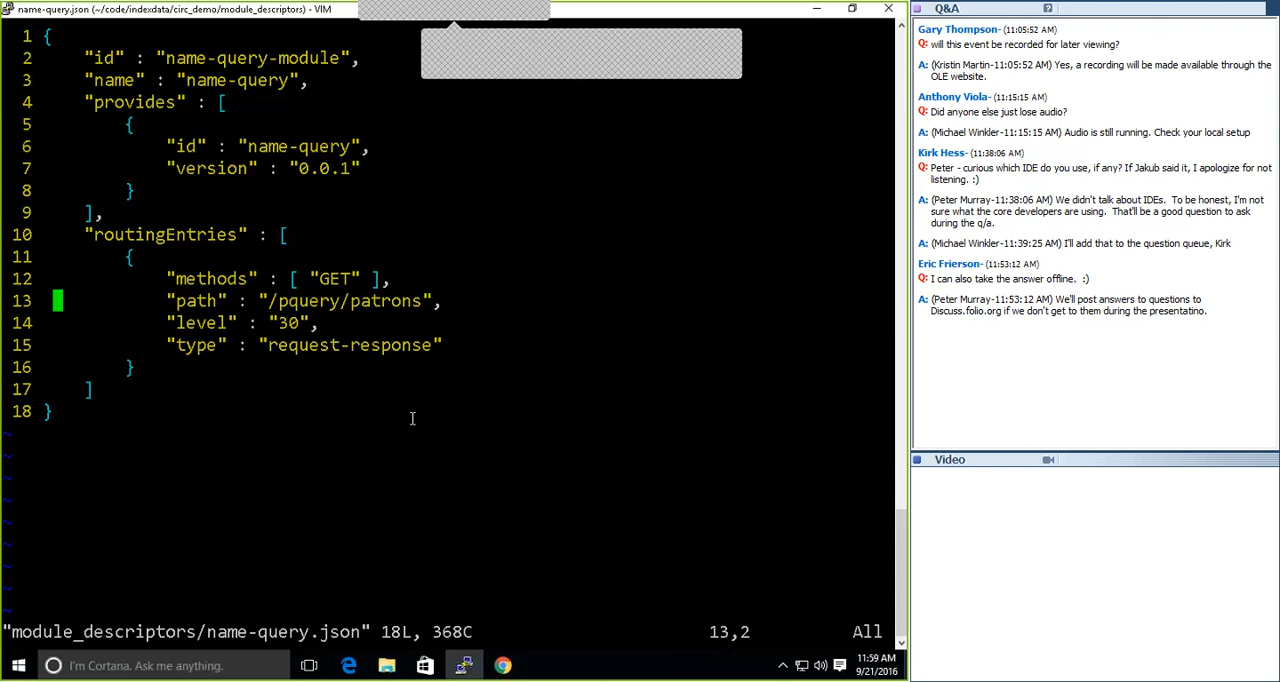 name-query.json (~/code/indexdata/circ_demo/module_descriptors) - VIM
1 {
2 "id" : "name-query-module",
3 "name" : "name-query",
4 "provides" : [
5 {
6 "id" : "name-query",
7 "version" : "0.0.1"
8 }
9 ],
10 "routingEntries" : [
11 {
12 "methods" : [ "GET" ],
13 "path" : "/pquery/patrons",
14 "level" : "30",
15 "type" : "request-response"
16 }
17 ]
18 }
~
~
~
~
~
~
~
~
~
"module_descriptors/name-query.json" 18L, 368C 13,2 All
I'm Cortana. Ask me anything.
11:59 AM
9/21/2016
Q&A
Gary Thompson- (11:05:52 AM)
Q: will this event be recorded for later viewing?
A: (Kristin Martin-11:05:52 AM) Yes, a recording will be made available through the
OLE website.
Anthony Viola- (11:15:15 AM)
Q: Did anyone else just lose audio?
A: (Michael Winkler-11:15:15 AM) Audio is still running. Check your local setup
Kirk Hess- (11:38:06 AM)
Q: Peter - curious which IDE do you use, if any? If Jakub said it, I apologize for not
listening. :)
A: (Peter Murray-11:38:06 AM) We didn't talk about IDEs. To be honest, I'm not
sure what the core developers are using. That'll be a good question to ask
during the q/a.
A: (Michael Winkler-11:39:25 AM) I'll add that to the question queue, Kirk
Eric Frierson- (11:53:12 AM)
Q: I can also take the answer offline. :)
A: (Peter Murray-11:53:12 AM) We'll post answers to questions to
Discuss.folio.org if we don't get to them during the presentatino.
Video